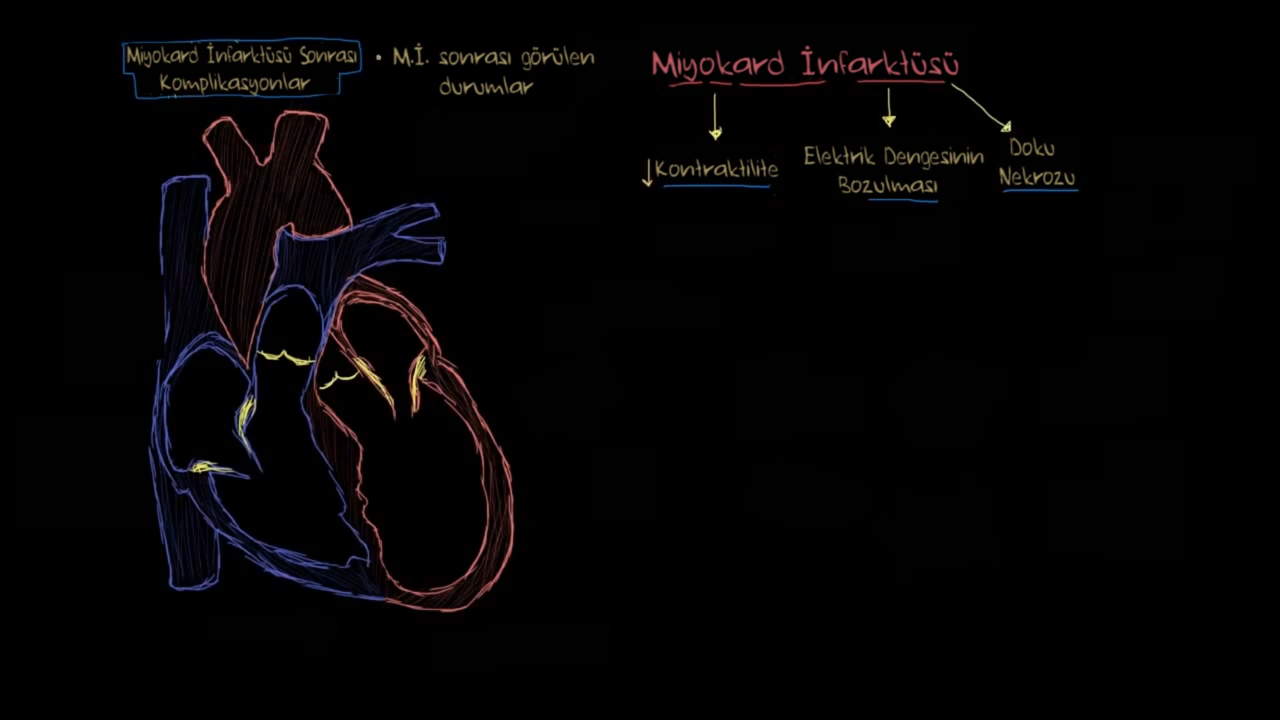 Miyokard İnfarktüsü Sonrası
Komplikasyonlar
• M.İ. sonrası görülen
durumlar
Miyokard İnfarktüsü
↓Kontraktilite
Elektrik Dengesinin
Bozulması
Doku
Nekrozu